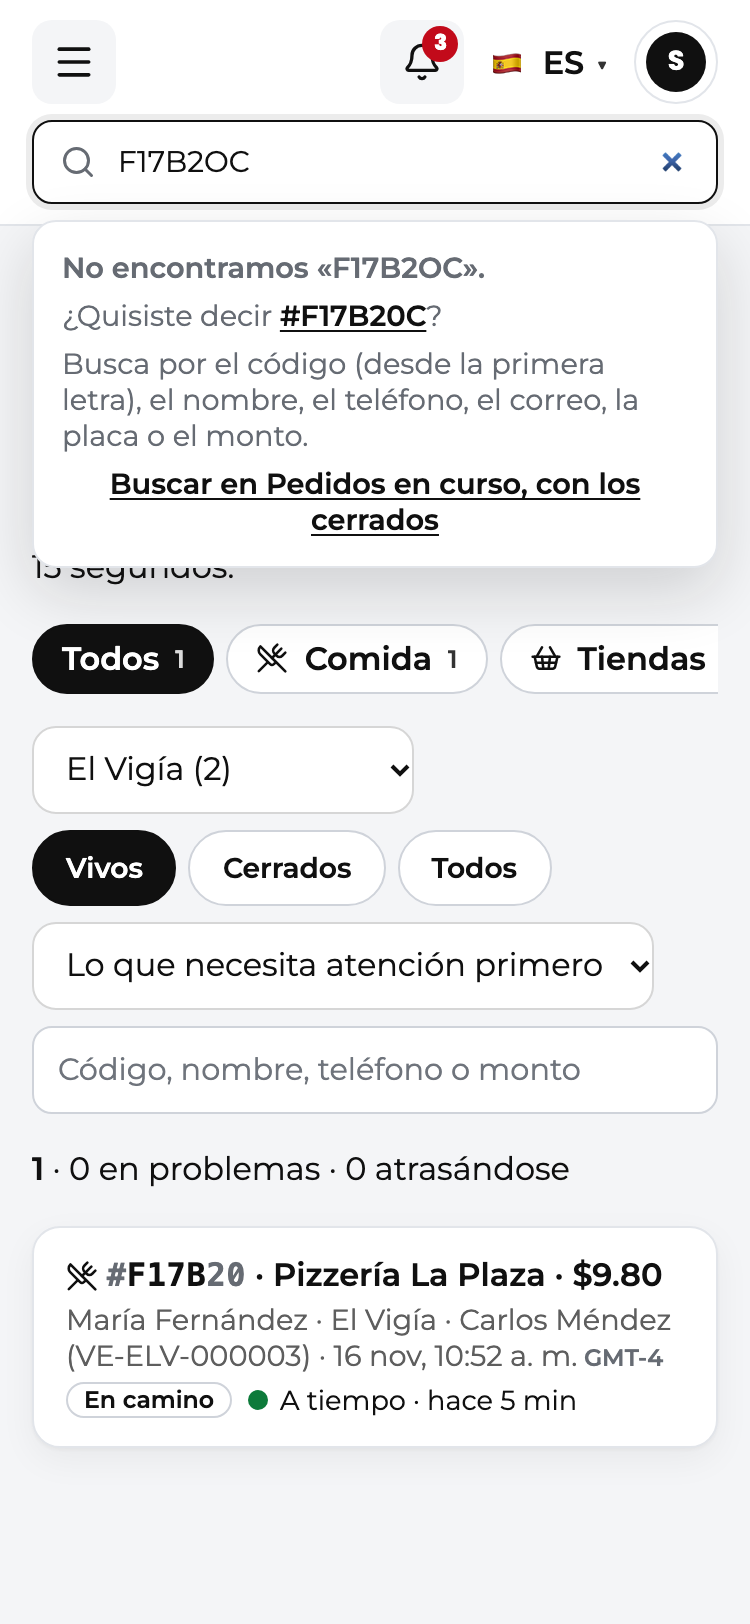 3
ES
S
F17B2OC
No encontramos «F17B2OC».
¿Quisiste decir #F17B20C?
Busca por el código (desde la primera
letra), el nombre, el teléfono, el correo, la
placa o el monto.
Buscar en Pedidos en curso, con los
cerrados
15 segundos.
Todos 1
Comida 1
Tiendas
El Vigía (2)
Vivos
Cerrados
Todos
Lo que necesita atención primero
Código, nombre, teléfono o monto
1 · 0 en problemas · 0 atrasándose
#F17B20 · Pizzería La Plaza · $9.80
María Fernández · El Vigía · Carlos Méndez
(VE-ELV-000003) · 16 nov, 10:52 a. m. GMT-4
En camino A tiempo · hace 5 min